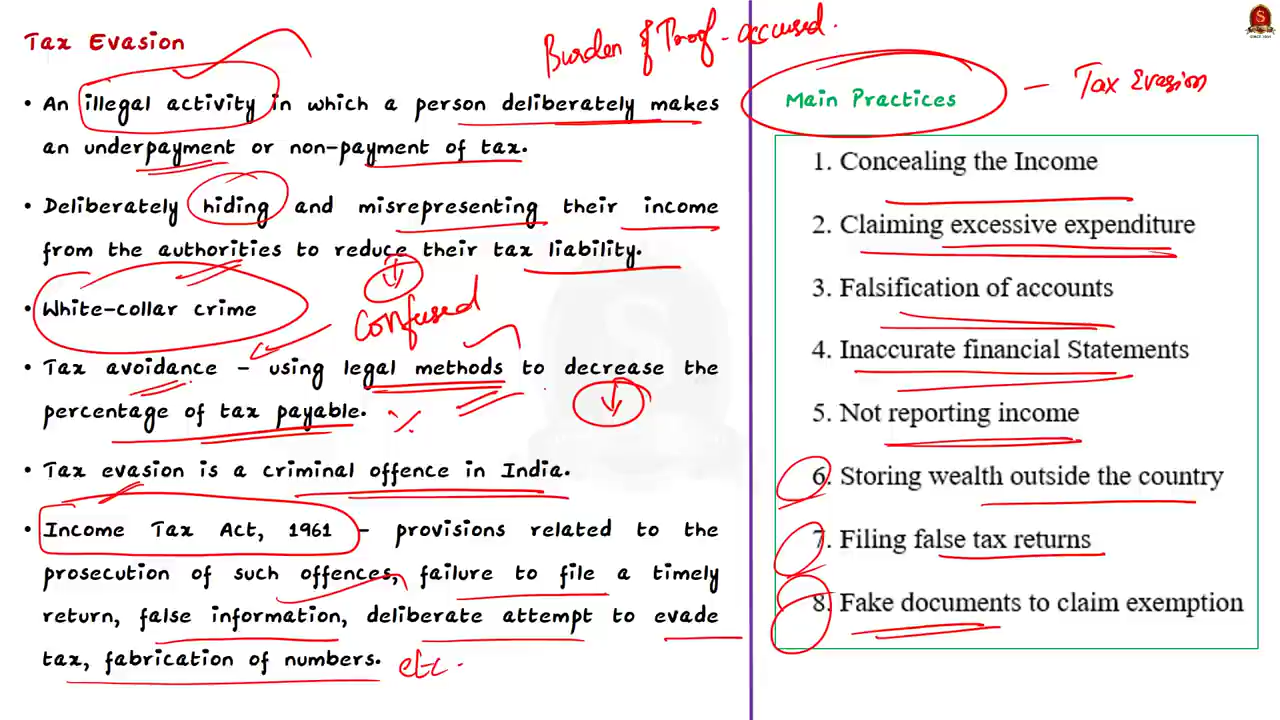 Tax Evasion
Burden of Proof - accused.
• An illegal activity in which a person deliberately makes
an underpayment or non-payment of tax.
• Deliberately hiding and misrepresenting their income
from the authorities to reduce their tax liability.
• White-collar crime
confused
• Tax avoidance - using legal methods to decrease the
percentage of tax payable.
• Tax evasion is a criminal offence in India.
• Income Tax Act, 1961 - provisions related to the
prosecution of such offences, failure to file a timely
return, false information, deliberate attempt to evade
tax, fabrication of numbers. etc.
Main Practices - Tax Evasion
1. Concealing the Income
2. Claiming excessive expenditure
3. Falsification of accounts
4. Inaccurate financial Statements
5. Not reporting income
6. Storing wealth outside the country
7. Filing false tax returns
8. Fake documents to claim exemption